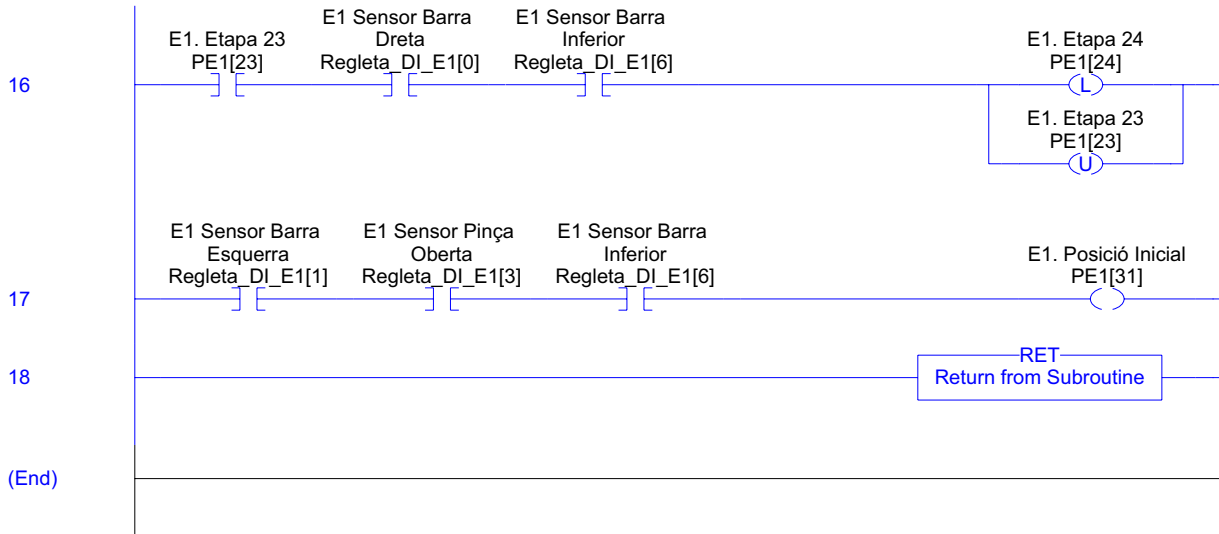 E1. Etapa 23
PE1[23]
E1 Sensor Barra
Dreta
Regleta_DI_E1[0]
E1 Sensor Barra
Inferior
Regleta_DI_E1[6]
E1. Etapa 24
PE1[24]
16
L
E1. Etapa 23
PE1[23]
U
E1 Sensor Barra
Esquerra
Regleta_DI_E1[1]
E1 Sensor Pinça
Oberta
Regleta_DI_E1[3]
E1 Sensor Barra
Inferior
Regleta_DI_E1[6]
E1. Posició Inicial
PE1[31]
17
RET
18
Return from Subroutine
(End)